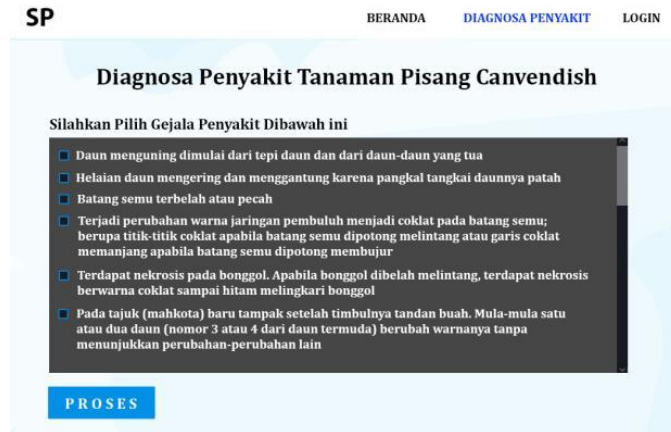 SP
BERANDA DIAGNOSA PENYAKIT LOGIN
Diagnosa Penyakit Tanaman Pisang Canvendish
Silahkan Pilih Gejala Penyakit Dibawah ini
Daun menguning dimulai dari tepi daun dan dari daun-daun yang tua
Helaian daun mengering dan menggantung karena pangkal tangkai daunnya patah
Batang semu terbelah atau pecah
Terjadi perubahan warna jaringan pembuluh menjadi coklat pada batang semu;
berupa titik-titik coklat apabila batang semu dipotong melintang atau garis coklat
memanjang apabila batang semu dipotong membujur
Terdapat nekrosis pada bonggol. Apabila bonggol dibelah melintang, terdapat nekrosis
berwarna coklat sampai hitam melingkari bonggol
Pada tajuk (mahkota) baru tampak setelah timbulnya tandan buah. Mula-mula satu
atau dua daun (nomor 3 atau 4 dari daun termuda) berubah warnanya tanpa
menunjukkan perubahan-perubahan lain
PROSES